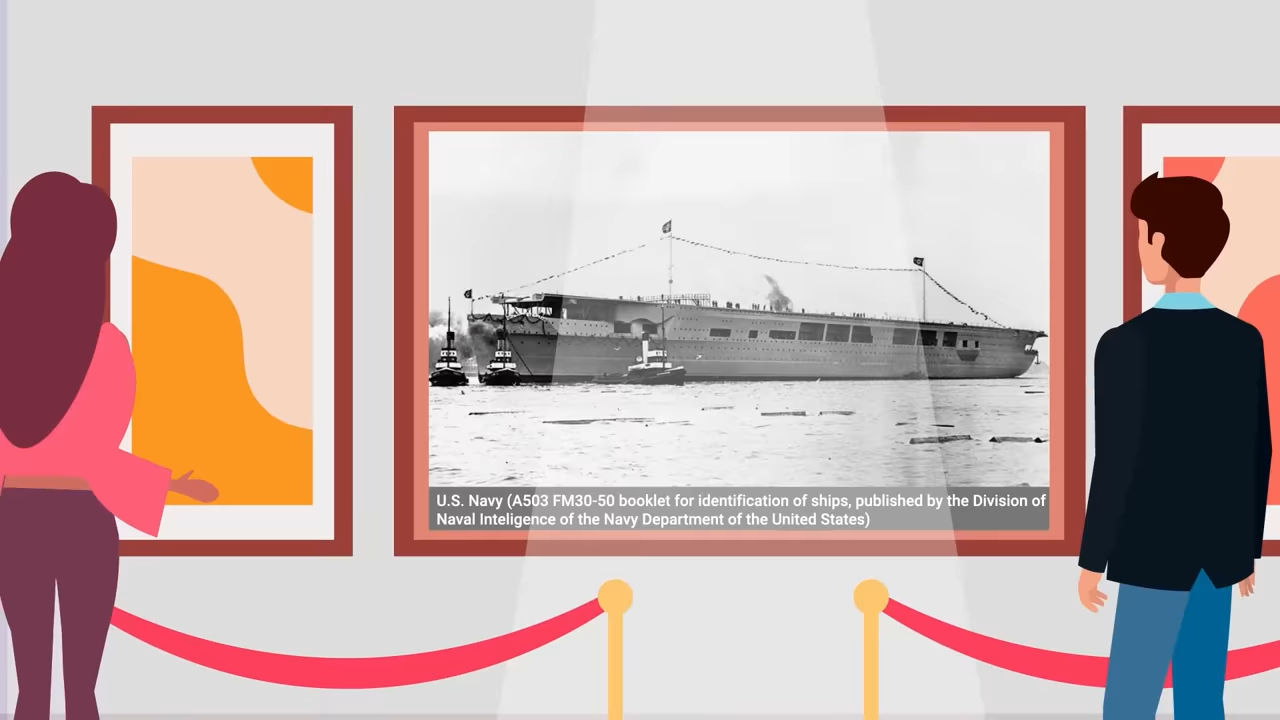 U.S. Navy (A503 FM30-50 booklet for identification of ships, published by the Division of
Naval Inteligence of the Navy Department of the United States)